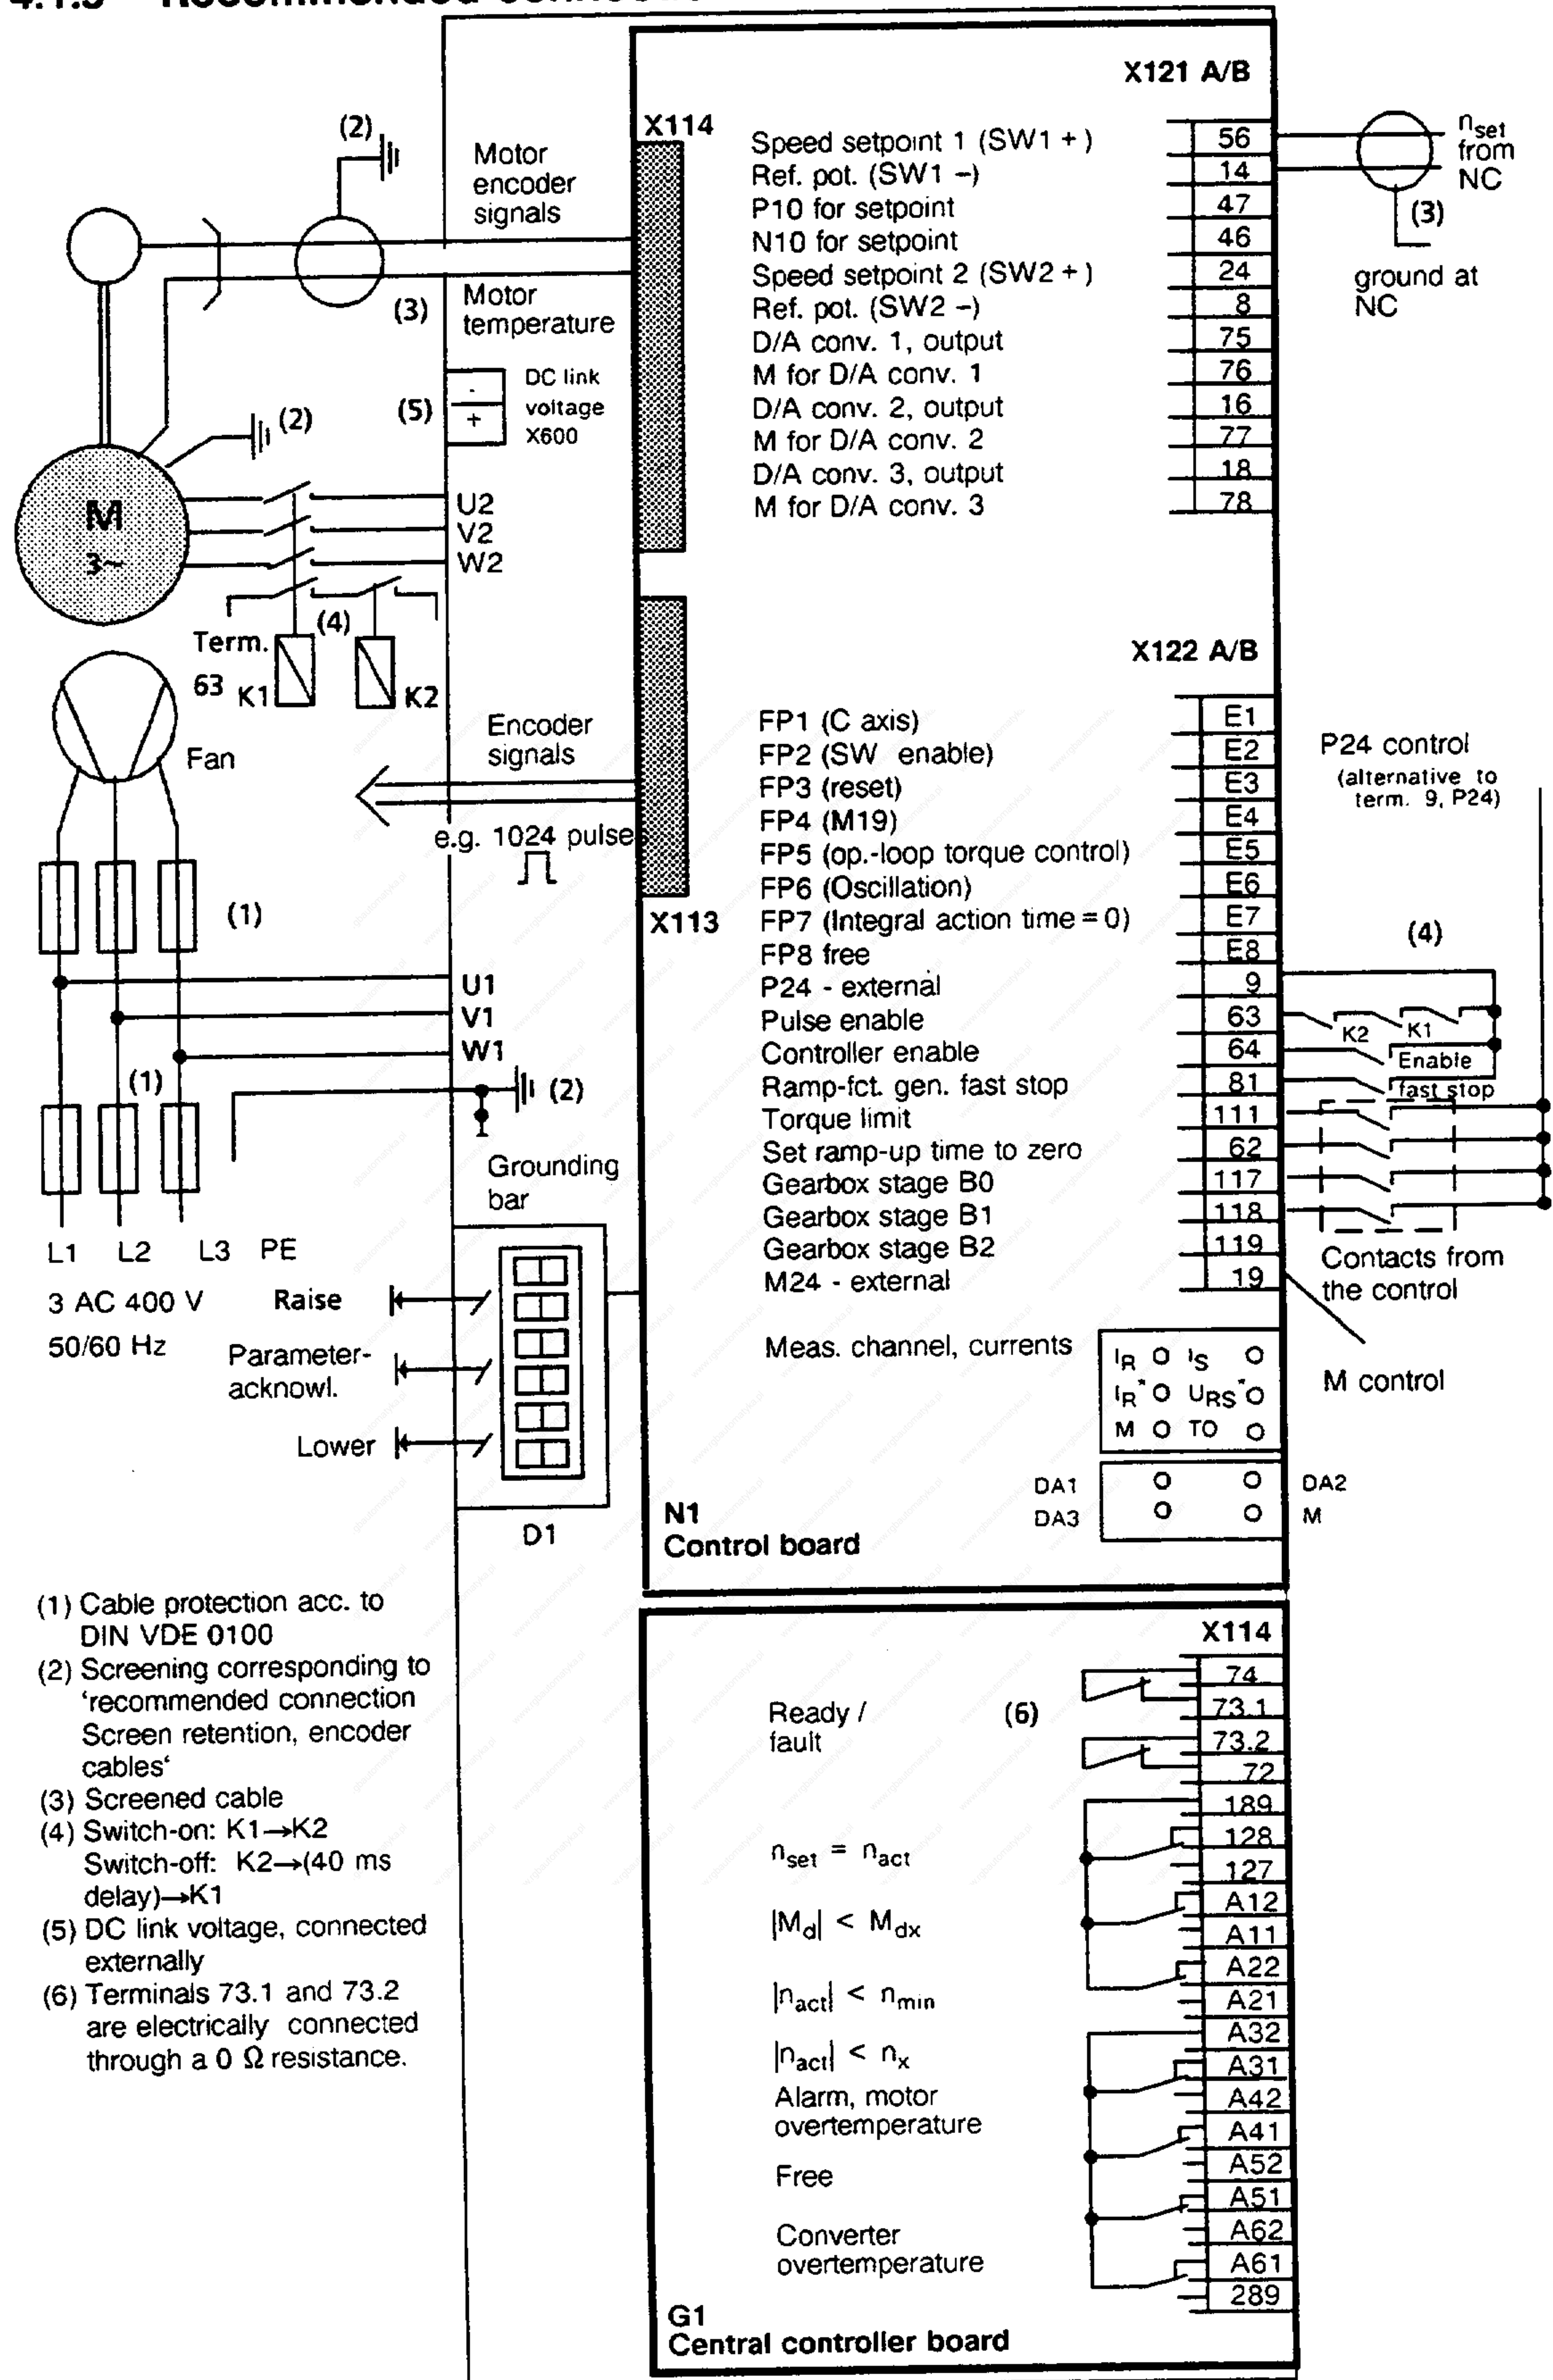 X121 A/B
X114
Speed setpoint 1 (SW1 +) 56
Ref. pot. (SW1 –) 14
P10 for setpoint 47
N10 for setpoint 46
Speed setpoint 2 (SW2 +) 24
Ref. pot. (SW2 –) 8
D/A conv. 1, output 75
M for D/A conv. 1 76
D/A conv. 2, output 16
M for D/A conv. 2 77
D/A conv. 3, output 18
M for D/A conv. 3 78
nset
from
NC
(3)
ground at
NC
(2)
Motor
encoder
signals
Motor
temperature
(3)
DC link
voltage
X600
-
+
(5)
(2)
M
3~
U2
V2
W2
(4)
Term.
63
K1
K2
Fan
Encoder
signals
e.g. 1024 pulses
X113
X122 A/B
FP1 (C axis) E1
FP2 (SW enable) E2
FP3 (reset) E3
FP4 (M19) E4
FP5 (op.-loop torque control) E5
FP6 (Oscillation) E6
FP7 (Integral action time = 0) E7
FP8 free E8
P24 - external 9
Pulse enable 63
Controller enable 64
Ramp-fct. gen. fast stop 81
Torque limit 111
Set ramp-up time to zero 62
Gearbox stage B0 117
Gearbox stage B1 118
Gearbox stage B2 119
M24 - external 19
P24 control
(alternative to
term. 9, P24)
(4)
K2
K1
Enable
fast stop
Contacts from
the control
M control
(1)
U1
V1
W1
(1)
(2)
Grounding
bar
L1 L2 L3 PE
3 AC 400 V
50/60 Hz
Raise
Parameter-
acknowl.
Lower
D1
Meas. channel, currents
IR IS
IR* URS*
M TO
DA1 DA2
DA3 M
N1
Control board
(1) Cable protection acc. to
DIN VDE 0100
(2) Screening corresponding to
‘recommended connection
Screen retention, encoder
cables‘
(3) Screened cable
(4) Switch-on: K1→K2
Switch-off: K2→(40 ms
delay)→K1
(5) DC link voltage, connected
externally
(6) Terminals 73.1 and 73.2
are electrically connected
through a 0 Ω resistance.
X114
Ready /
fault
(6)
nset = nact
|Md| < Mdx
|nact| < nmin
|nact| < nx
Alarm, motor
overtemperature
Free
Converter
overtemperature
74
73.1
73.2
72
189
128
127
A12
A11
A22
A21
A32
A31
A42
A41
A52
A51
A62
A61
289
G1
Central controller board